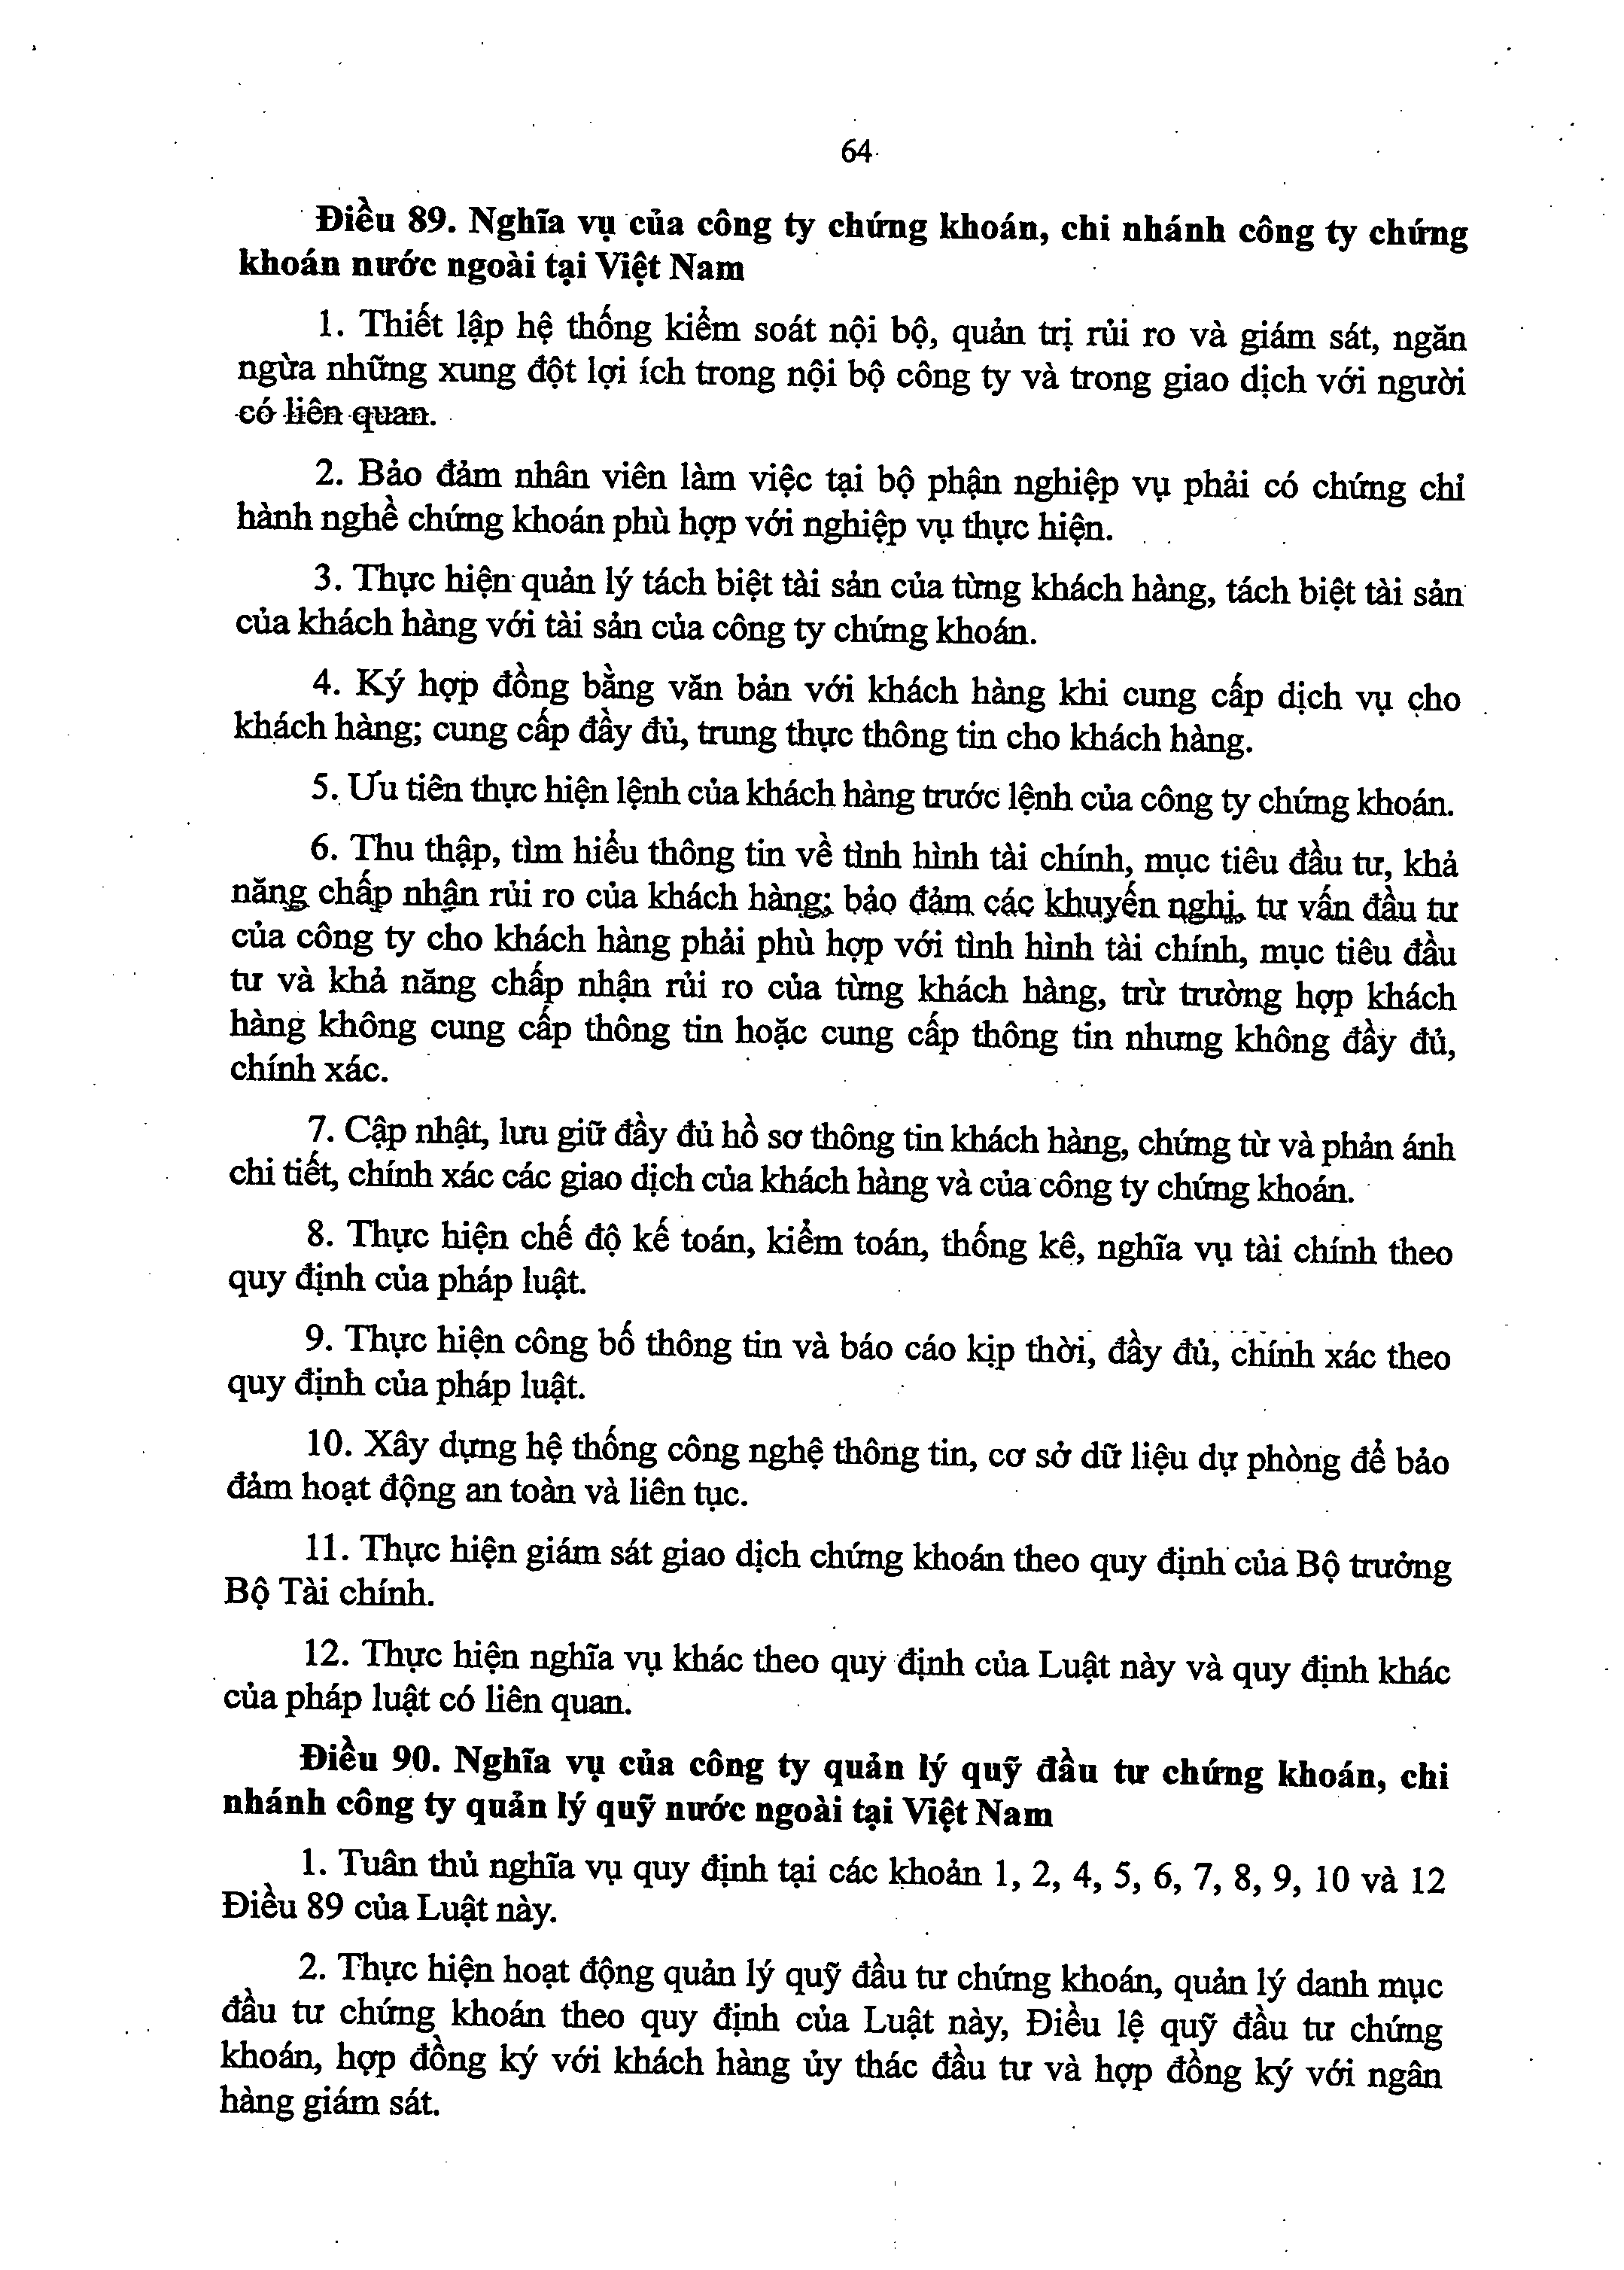 64
Điều 89. Nghĩa vụ của công ty chứng khoán, chi nhánh công ty chứng
khoán nước ngoài tại Việt Nam
1. Thiết lập hệ thống kiểm soát nội bộ, quản trị rủi ro và giám sát, ngăn
ngừa những xung đột lợi ích trong nội bộ công ty và trong giao dịch với người
có liên quan.
2. Bảo đảm nhân viên làm việc tại bộ phận nghiệp vụ phải có chứng chỉ
hành nghề chứng khoán phù hợp với nghiệp vụ thực hiện.
3. Thực hiện quản lý tách biệt tài sản của từng khách hàng, tách biệt tài sản
của khách hàng với tài sản của công ty chứng khoán.
4. Ký hợp đồng bằng văn bản với khách hàng khi cung cấp dịch vụ cho
khách hàng; cung cấp đầy đủ, trung thực thông tin cho khách hàng.
5. Ưu tiên thực hiện lệnh của khách hàng trước lệnh của công ty chứng khoán.
6. Thu thập, tìm hiểu thông tin về tình hình tài chính, mục tiêu đầu tư, khả
năng chấp nhận rủi ro của khách hàng; bảo đảm các khuyến nghị, tư vấn đầu tư
của công ty cho khách hàng phải phù hợp với tình hình tài chính, mục tiêu đầu
tư và khả năng chấp nhận rủi ro của từng khách hàng, trừ trường hợp khách
hàng không cung cấp thông tin hoặc cung cấp thông tin nhưng không đầy đủ,
chính xác.
7. Cập nhật, lưu giữ đầy đủ hồ sơ thông tin khách hàng, chứng từ và phản ánh
chi tiết, chính xác các giao dịch của khách hàng và của công ty chứng khoán.
8. Thực hiện chế độ kế toán, kiểm toán, thống kê, nghĩa vụ tài chính theo
quy định của pháp luật.
9. Thực hiện công bố thông tin và báo cáo kịp thời, đầy đủ, chính xác theo
quy định của pháp luật.
10. Xây dựng hệ thống công nghệ thông tin, cơ sở dữ liệu dự phòng để bảo
đảm hoạt động an toàn và liên tục.
11. Thực hiện giám sát giao dịch chứng khoán theo quy định của Bộ trưởng
Bộ Tài chính.
12. Thực hiện nghĩa vụ khác theo quy định của Luật này và quy định khác
của pháp luật có liên quan.
Điều 90. Nghĩa vụ của công ty quản lý quỹ đầu tư chứng khoán, chi
nhánh công ty quản lý quỹ nước ngoài tại Việt Nam
1. Tuân thủ nghĩa vụ quy định tại các khoản 1, 2, 4, 5, 6, 7, 8, 9, 10 và 12
Điều 89 của Luật này.
2. Thực hiện hoạt động quản lý quỹ đầu tư chứng khoán, quản lý danh mục
đầu tư chứng khoán theo quy định của Luật này, Điều lệ quỹ đầu tư chứng
khoán, hợp đồng ký với khách hàng ủy thác đầu tư và hợp đồng ký với ngân
hàng giám sát.